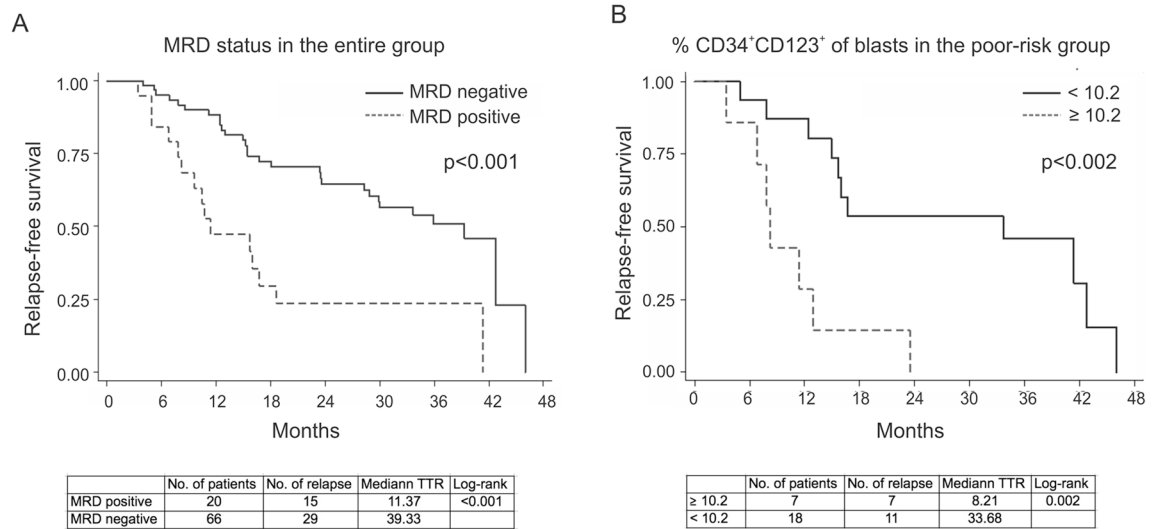 A
MRD status in the entire group
1.00
0.75
0.50
0.25
0.00
Relapse-free survival
MRD negative
MRD positive
p<0.001
0 6 12 18 24 30 36 42 48
Months
No. of patients No. of relapse Mediann TTR Log-rank
MRD positive 20 15 11.37 <0.001
MRD negative 66 29 39.33
B
% CD34⁺CD123⁺ of blasts in the poor-risk group
1.00
0.75
0.50
0.25
0.00
Relapse-free survival
< 10.2
≥ 10.2
p<0.002
0 6 12 18 24 30 36 42 48
Months
No. of patients No. of relapse Mediann TTR Log-rank
≥ 10.2 7 7 8.21 0.002
< 10.2 18 11 33.68